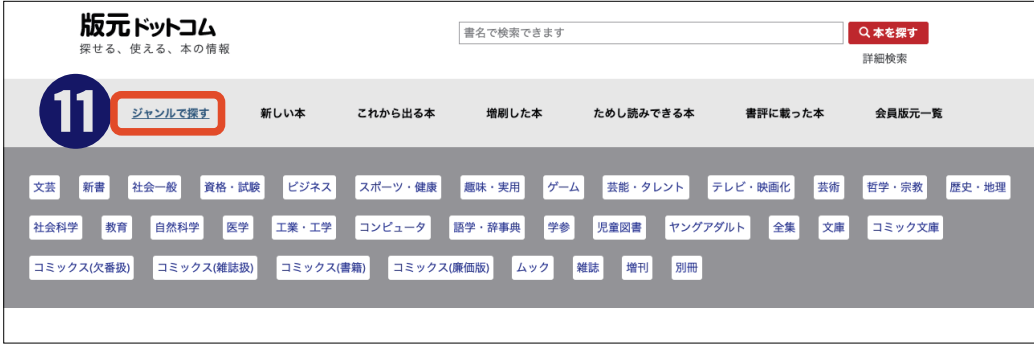 版元ドットコム
探せる、使える、本の情報
書名で検索できます 本を探す
詳細検索
11 ジャンルで探す 新しい本 これから出る本 増刷した本 ためし読みできる本 書評に載った本 会員版元一覧
文芸 新書 社会一般 資格・試験 ビジネス スポーツ・健康 趣味・実用 ゲーム 芸能・タレント テレビ・映画化 芸術 哲学・宗教 歴史・地理
社会科学 教育 自然科学 医学 工業・工学 コンピュータ 語学・辞事典 学参 児童図書 ヤングアダルト 全集 文庫 コミック文庫
コミックス(欠番扱) コミックス(雑誌扱) コミックス(書籍) コミックス(廉価版) ムック 雑誌 増刊 別冊